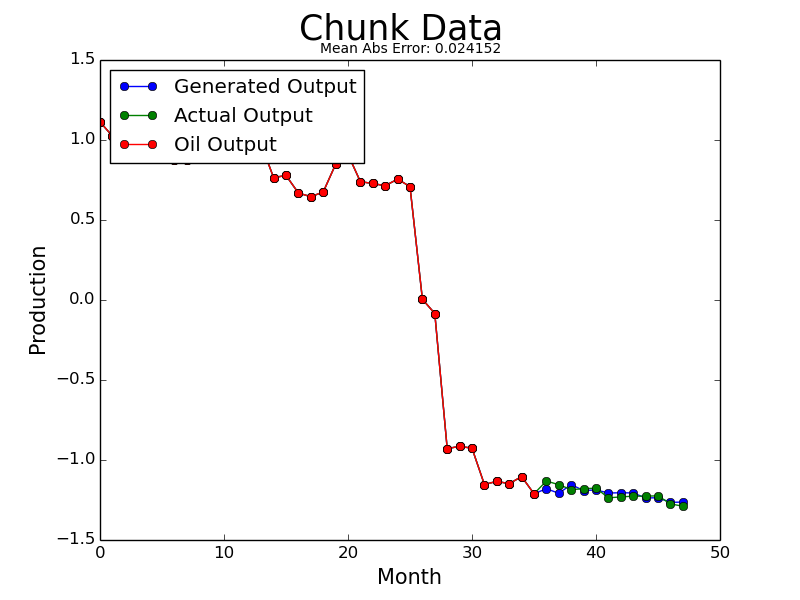 Chunk Data
Mean Abs Error: 0.024152
Generated Output
Actual Output
Oil Output
1.5
1.0
0.5
0.0
−0.5
−1.0
−1.5
Production
0
10
20
30
40
50
Month